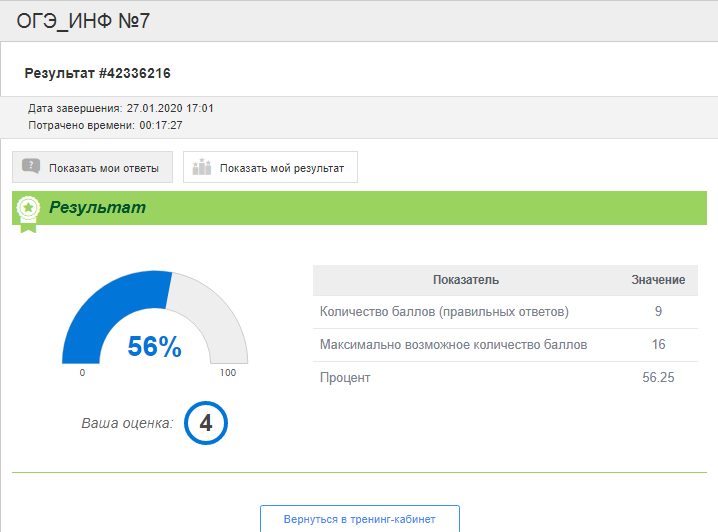 ОГЭ_ИНФ №7
Результат #42336216
Дата завершения: 27.01.2020 17:01
Потрачено времени: 00:17:27
Показать мои ответы
Показать мой результат
Результат
56%
0
100
Ваша оценка: 4
Показатель Значение
Количество баллов (правильных ответов) 9
Максимально возможное количество баллов 16
Процент 56.25
Вернуться в тренинг-кабинет